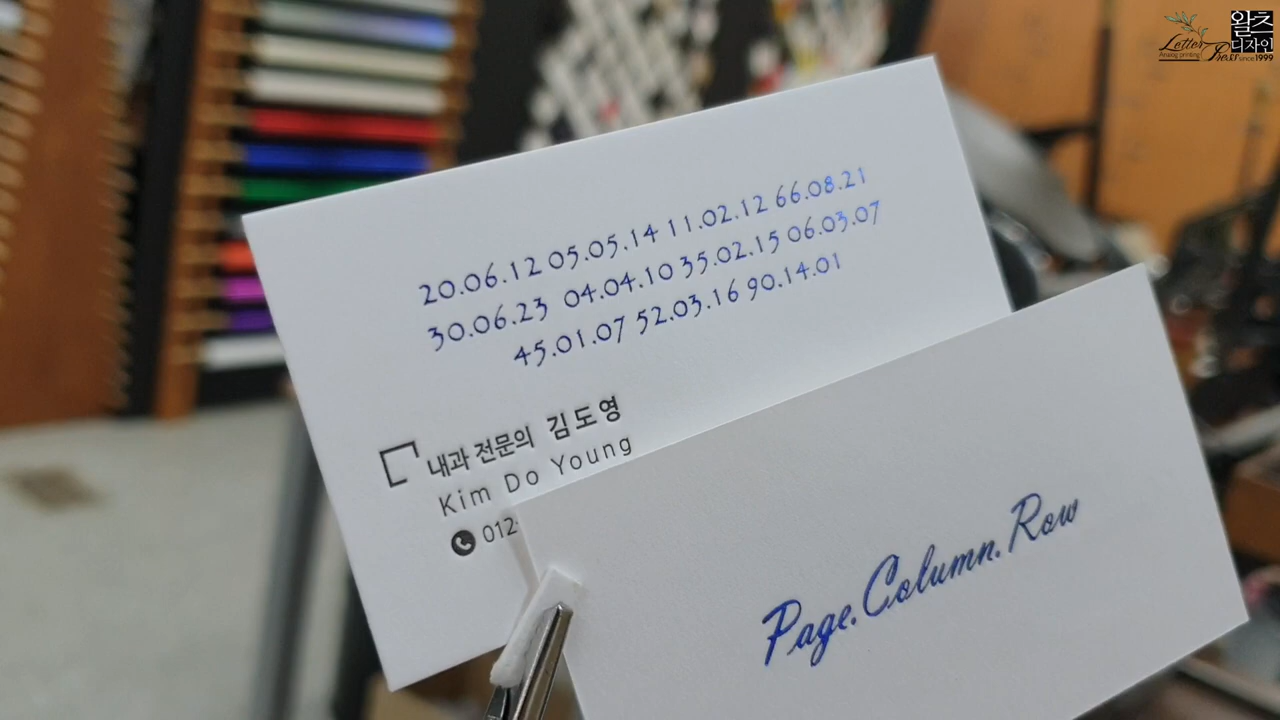 20.06.12 05.05.14 11.02.12 66.08.21
30.06.23 04.04.10 35.02.15 06.03.07
45.01.07 52.03.16 90.14.01
내과 전문의 김도영
Kim Do Young
012
Page.Column.Row
Letter Press
Analog printing
since 1999
왈츠
디자인